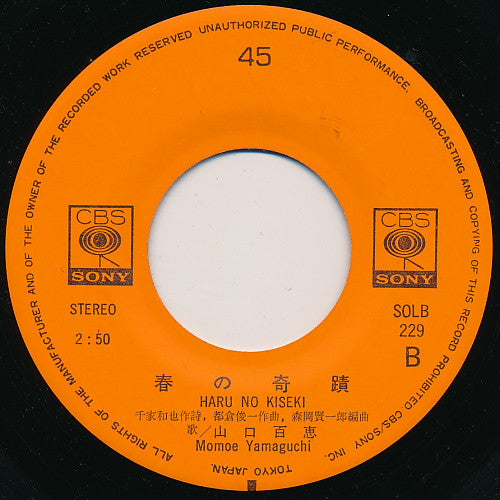 ALL RIGHTS OF THE MANUFACTURER AND OF THE OWNER OF THE RECORDED WORK RESERVED UNAUTHORIZED PUBLIC PERFORMANCE, BROADCASTING AND COPYING OF THIS RECORD PROHIBITED CBS/SONY INC. TOKYO JAPAN.
45
CBS
SONY
CBS
SONY
STEREO
2:50
SOLB
229
B
春の奇蹟
HARU NO KISEKI
千家和也作詩，都倉俊一作曲，森岡賢一郎編曲
歌／山口百恵
Momoe Yamaguchi